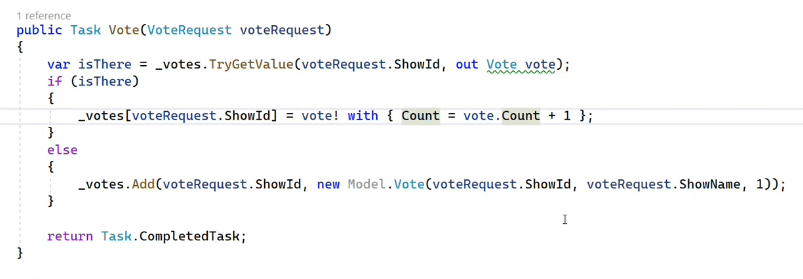 1 reference
public Task Vote(VoteRequest voteRequest)
{
var isThere = _votes.TryGetValue(voteRequest.ShowId, out Vote vote);
if (isThere)
{
_votes[voteRequest.ShowId] = vote! with { Count = vote.Count + 1 };
}
else
{
_votes.Add(voteRequest.ShowId, new Model.Vote(voteRequest.ShowId, voteRequest.ShowName, 1));
}
return Task.CompletedTask;
}